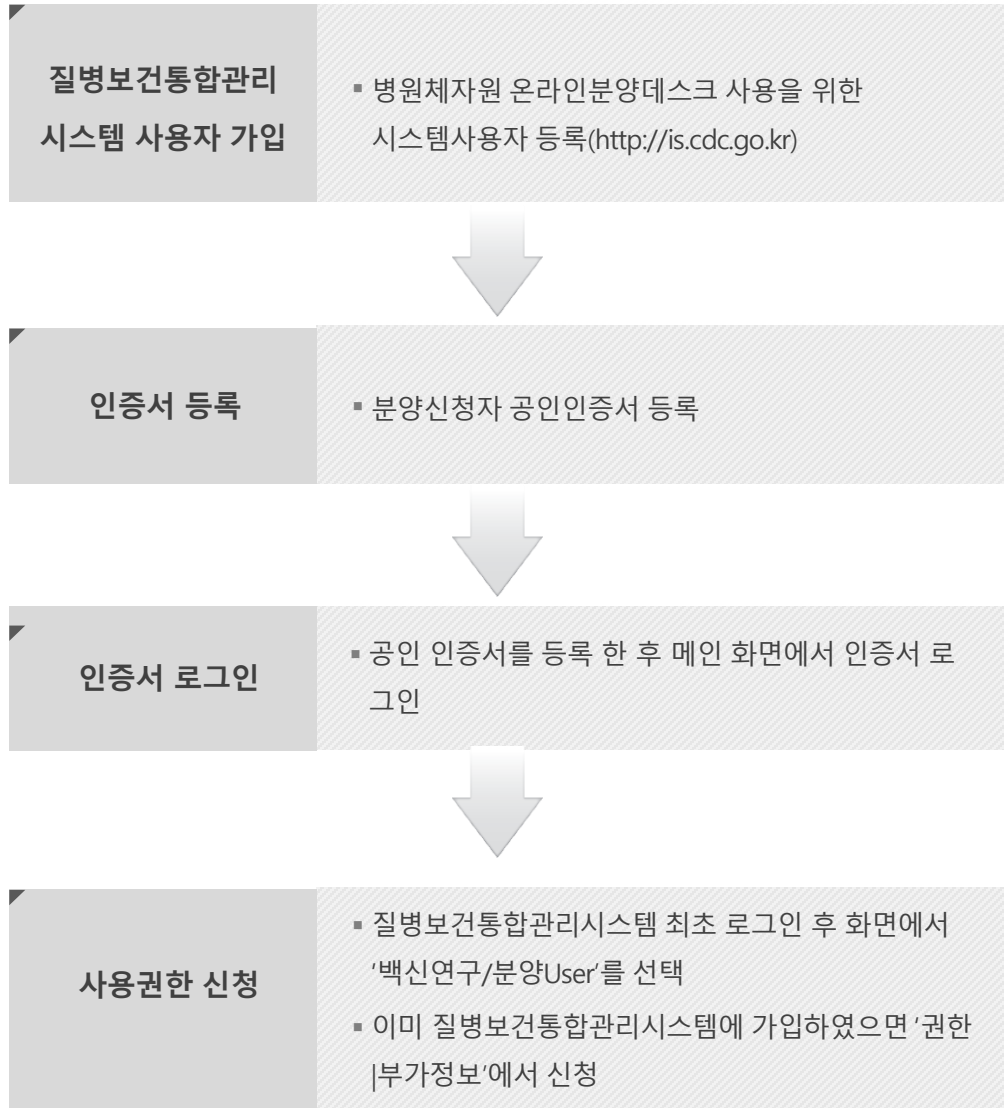 질병보건통합관리
시스템 사용자 가입
▪ 병원체자원 온라인분양데스크 사용을 위한
시스템사용자 등록(http://is.cdc.go.kr)
인증서 등록
▪ 분양신청자 공인인증서 등록
인증서 로그인
▪ 공인 인증서를 등록 한 후 메인 화면에서 인증서 로
그인
사용권한 신청
▪ 질병보건통합관리시스템 최초 로그인 후 화면에서
'백신연구/분양User'를 선택
▪ 이미 질병보건통합관리시스템에 가입하였으면 '권한
|부가정보'에서 신청